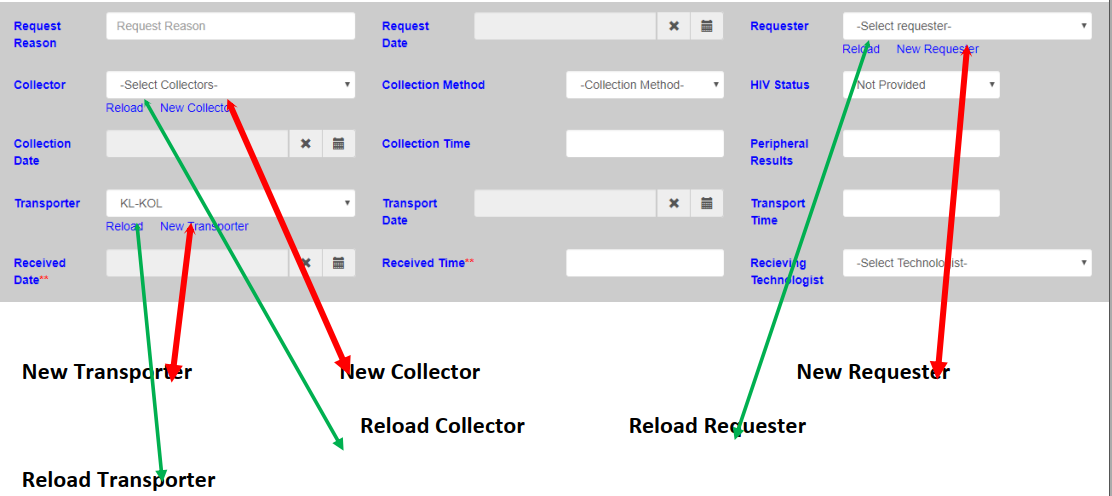 Request Reason
Request Reason
Request Date
Requester
-Select requester-
Reload New Requester
Collector
-Select Collectors-
Collection Method
-Collection Method-
HIV Status
Not Provided
Reload New Collector
Collection Date
Collection Time
Peripheral Results
Transporter
KL-KOL
Transport Date
Transport Time
Reload New Transporter
Received Date**
Received Time**
Recieving Technologist
-Select Technologist-
New Transporter
New Collector
New Requester
Reload Collector
Reload Requester
Reload Transporter